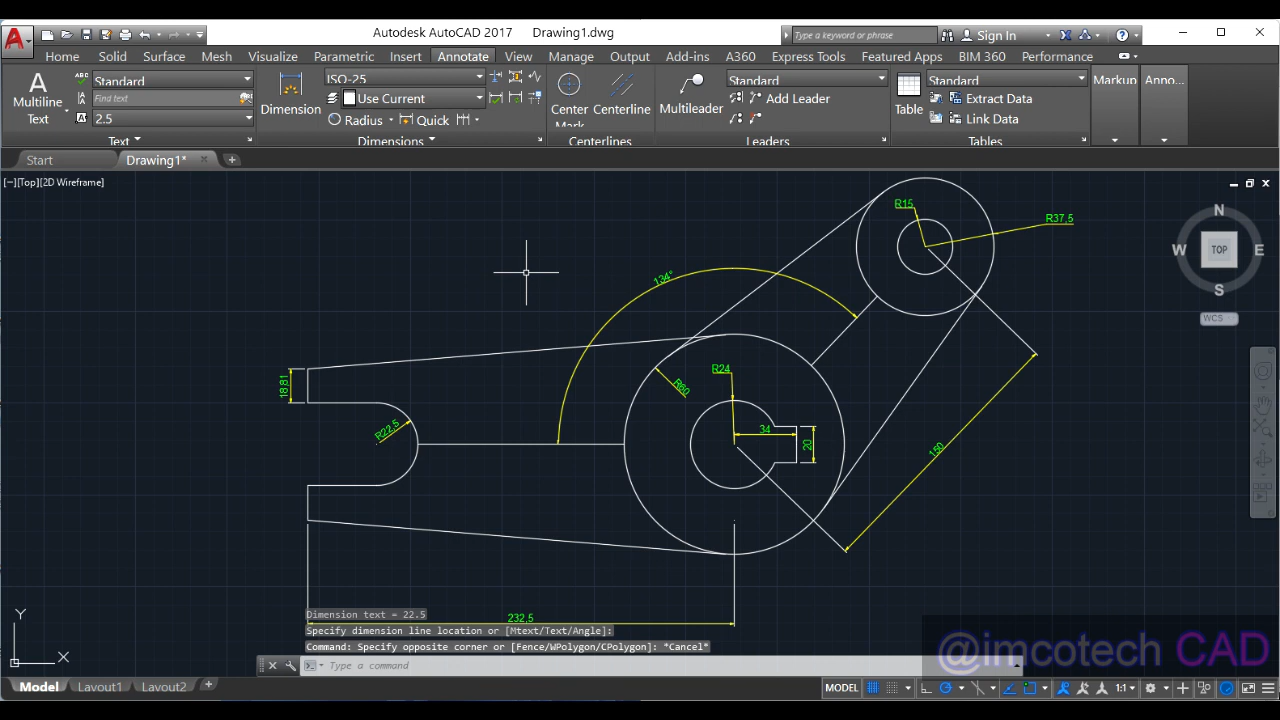 Autodesk AutoCAD 2017 Drawing1.dwg
Type a keyword or phrase
Sign In
Home Solid Surface Mesh Visualize Parametric Insert Annotate View Manage Output Add-ins A360 Express Tools Featured Apps BIM 360 Performance
A
Multiline
Text
ABC
Standard
Find text
2.5
Text
Dimension
ISO-25
Use Current
Radius Quick
Dimensions
Center
Mark
Centerline
Centerlines
Multileader
Standard
Add Leader
Leaders
Table
Standard
Extract Data
Link Data
Tables
Markup
Anno...
Start Drawing1*
[−][Top][2D Wireframe]
N
W TOP E
S
WCS
R15
R37,5
134°
R24
R60
18,81
R22,5
34
20
150
232,5
Dimension text = 22.5
Specify dimension line location or [Mtext/Text/Angle]:
Command: Specify opposite corner or [Fence/WPolygon/CPolygon]: *Cancel*
Type a command
Y
X
@imcotech CAD
Model Layout1 Layout2 +
MODEL
1:1